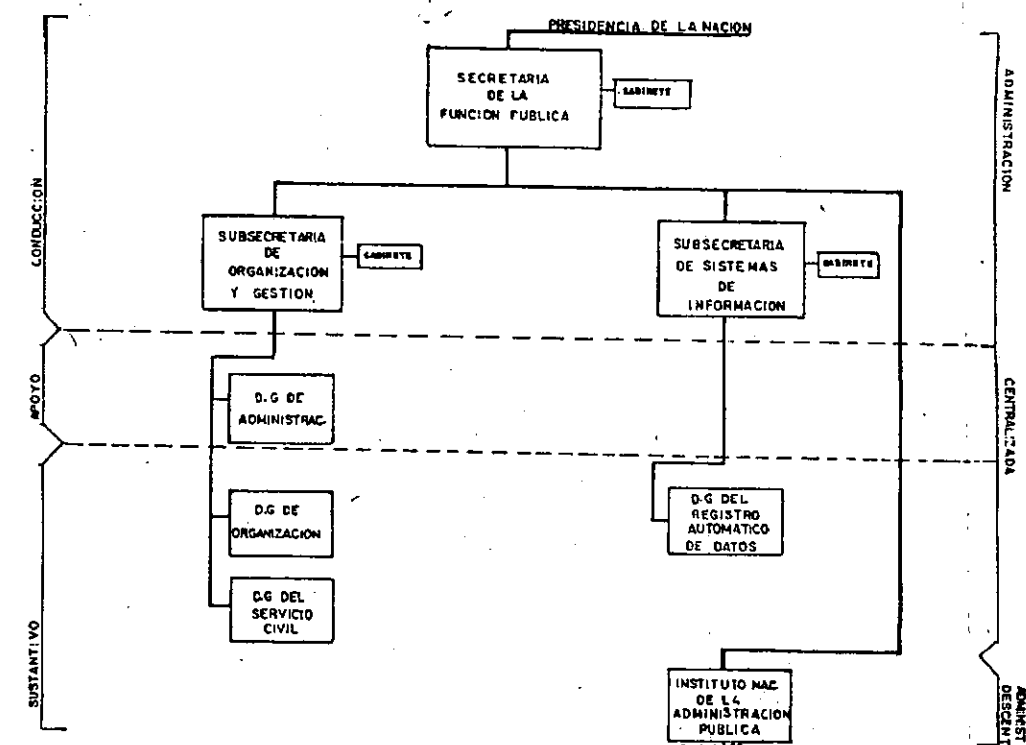 PRESIDENCIA DE LA NACION
SECRETARIA
DE LA
FUNCION PUBLICA
GABINETE
SUBSECRETARIA
DE
ORGANIZACION
Y GESTION
GABINETE
SUBSECRETARIA
DE SISTEMAS
DE
INFORMACION
GABINETE
D.G DE
ADMINISTRAC
D.G DE
ORGANIZACION
D.G DEL
SERVICIO
CIVIL
D.G DEL
REGISTRO
AUTOMATICO
DE DATOS
INSTITUTO NAC
DE LA
ADMINISTRACION
PUBLICA
CONDUCCION
APOYO
SUSTANTIVO
ADMINISTRACION
CENTRALIZADA
ADMINIST
DESCENT